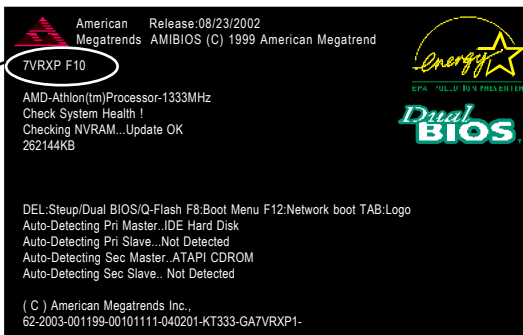 American Release:08/23/2002
Megatrends AMIBIOS (C) 1999 American Megatrend
7VRXP F10
energy
EPA POLLUTION PREVENTER
AMD-Athlon(tm)Processor-1333MHz
Check System Health !
Checking NVRAM...Update OK
262144KB
Dual
BIOS
DEL:Steup/Dual BIOS/Q-Flash F8:Boot Menu F12:Network boot TAB:Logo
Auto-Detecting Pri Master..IDE Hard Disk
Auto-Detecting Pri Slave...Not Detected
Auto-Detecting Sec Master..ATAPI CDROM
Auto-Detecting Sec Slave.. Not Detected
( C ) American Megatrends Inc.,
62-2003-001199-00101111-040201-KT333-GA7VRXP1-